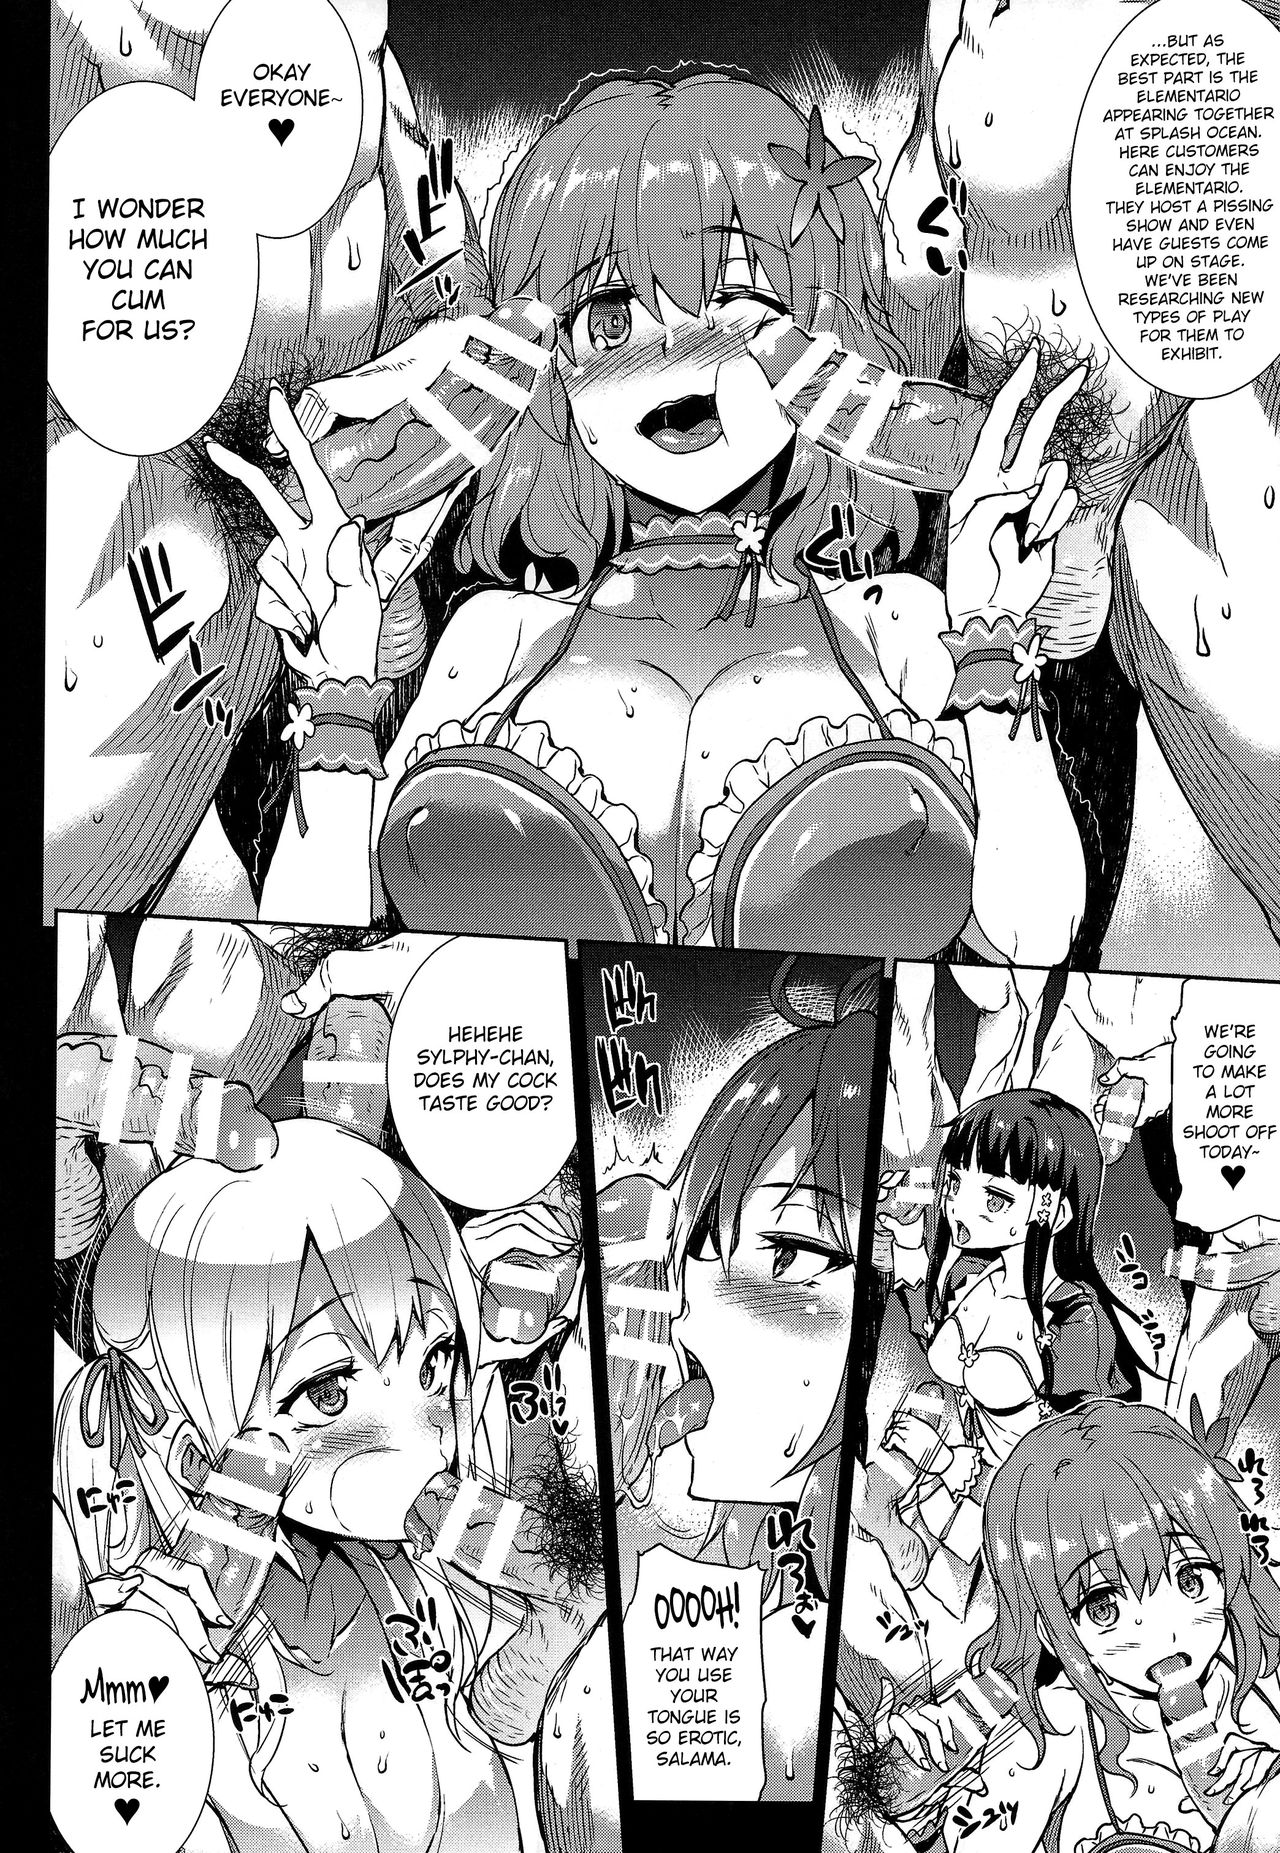 ...BUT AS
EXPECTED, THE
BEST PART IS THE
ELEMENTARIO
APPEARING TOGETHER
AT SPLASH OCEAN.
HERE CUSTOMERS
CAN ENJOY THE
ELEMENTARIO.
THEY HOST A PISSING
SHOW AND EVEN
HAVE GUESTS COME
UP ON STAGE.
WE'VE BEEN
RESEARCHING NEW
TYPES OF PLAY
FOR THEM TO
EXHIBIT.
OKAY
EVERYONE~
♥
I WONDER
HOW MUCH
YOU CAN
CUM
FOR US?
WE'RE
GOING
TO MAKE
A LOT
MORE
SHOOT OFF
TODAY~
♥
OOOOH!
THAT WAY
YOU USE
YOUR
TONGUE IS
SO EROTIC,
SALAMA.
HEHEHE
SYLPHY-CHAN,
DOES MY COCK
TASTE GOOD?
Mmm♥
LET ME
SUCK
MORE.
♥